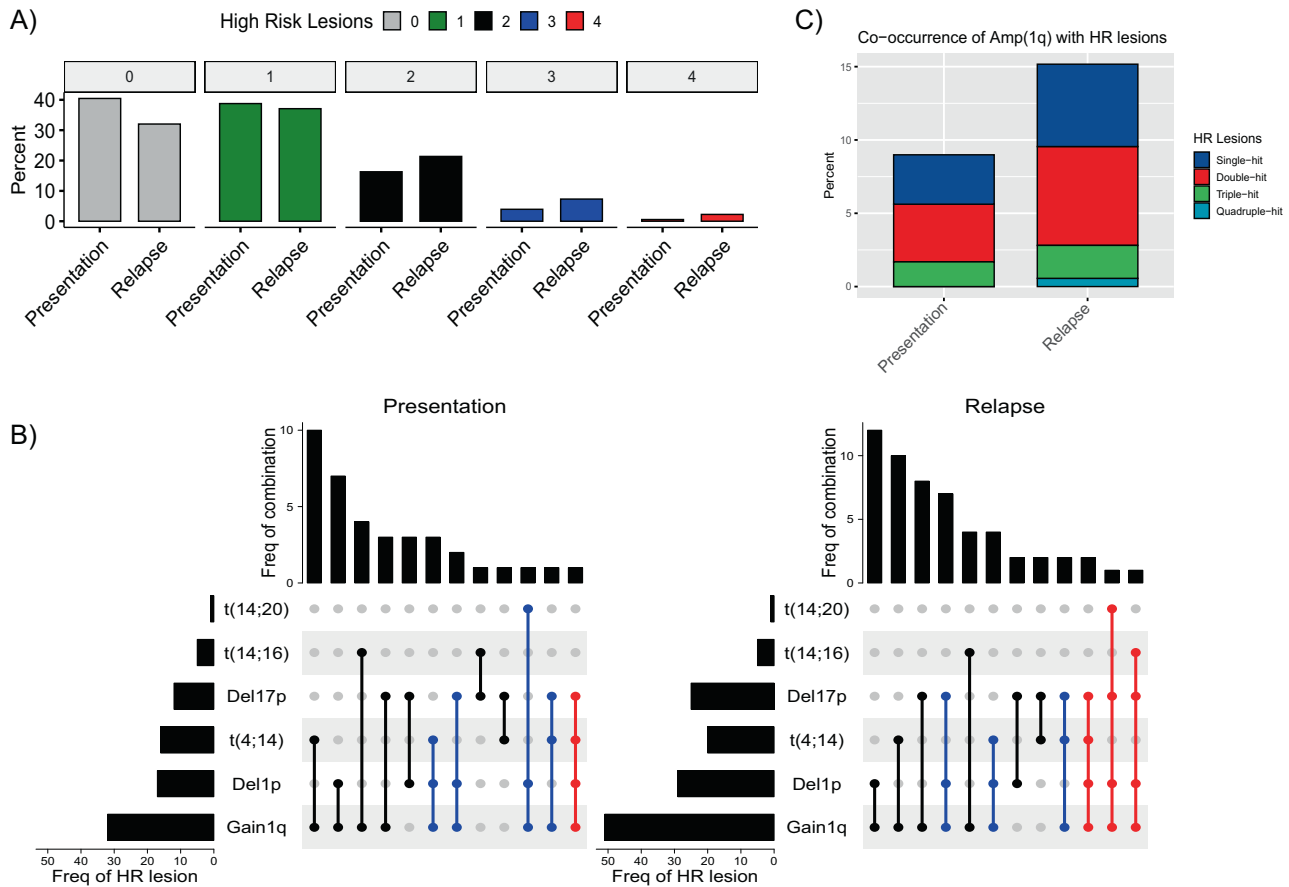 A)
High Risk Lesions 0 1 2 3 4
0 1 2 3 4
Percent
40
30
20
10
0
Presentation Relapse Presentation Relapse Presentation Relapse Presentation Relapse Presentation Relapse
C)
Co−occurrence of Amp(1q) with HR lesions
Percent
15
10
5
0
Presentation Relapse
HR Lesions
Single−hit
Double−hit
Triple−hit
Quadruple−hit
B)
Presentation
Freq of combination
10
5
0
t(14;20)
t(14;16)
Del17p
t(4;14)
Del1p
Gain1q
50 40 30 20 10 0
Freq of HR lesion
Relapse
Freq of combination
10
5
0
t(14;20)
t(14;16)
Del17p
t(4;14)
Del1p
Gain1q
50 40 30 20 10 0
Freq of HR lesion